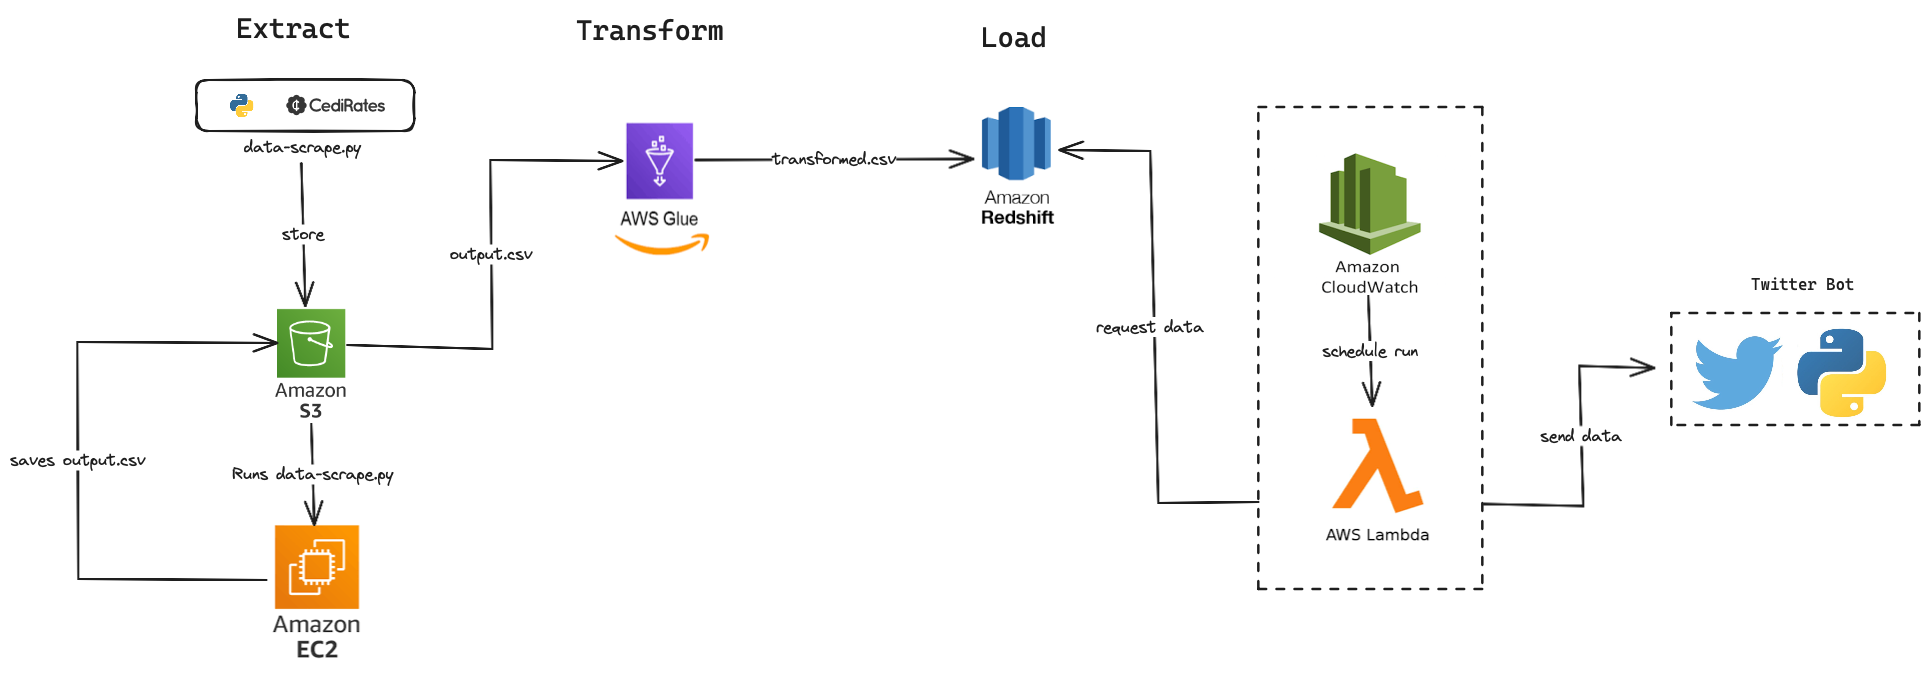 Extract
Transform
Load
CediRates
data-scrape.py
store
Amazon
S3
saves output.csv
Runs data-scrape.py
Amazon
EC2
output.csv
AWS Glue
transformed.csv
Amazon
Redshift
request data
Amazon
CloudWatch
schedule run
AWS Lambda
send data
Twitter Bot